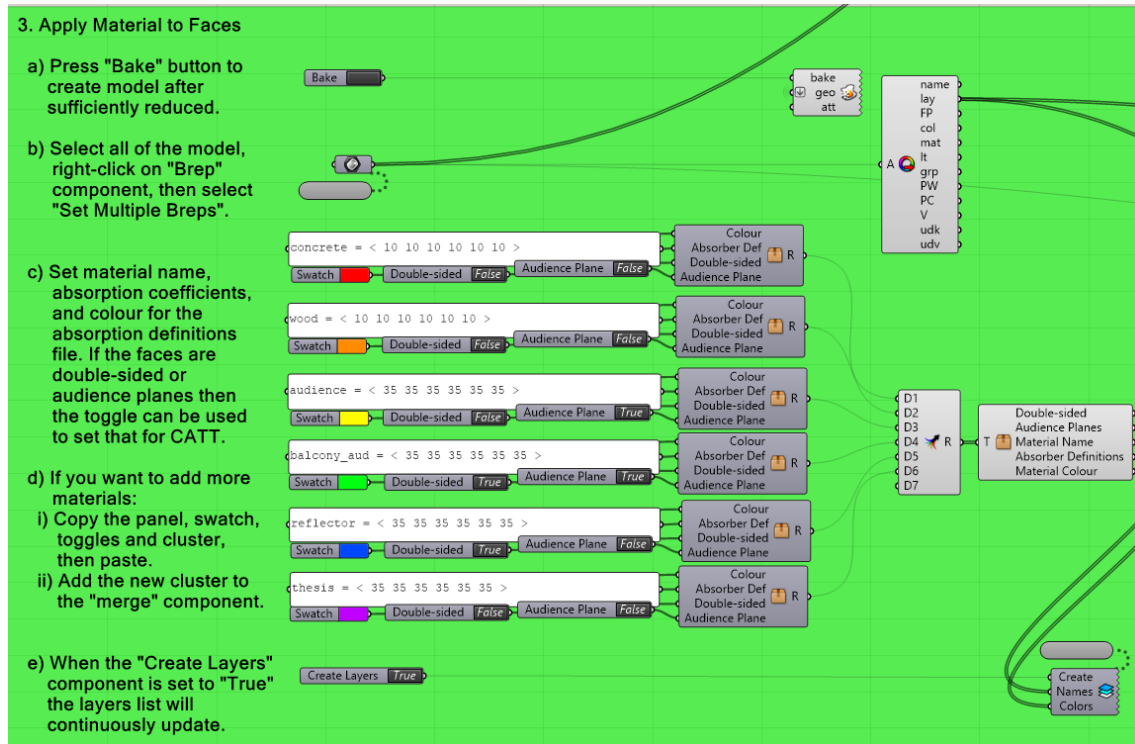 3. Apply Material to Faces
a) Press "Bake" button to
create model after
sufficiently reduced.
b) Select all of the model,
right-click on "Brep"
component, then select
"Set Multiple Breps".
c) Set material name,
absorption coefficients,
and colour for the
absorption definitions
file. If the faces are
double-sided or
audience planes then
the toggle can be used
to set that for CATT.
d) If you want to add more
materials:
i) Copy the panel, swatch,
toggles and cluster,
then paste.
ii) Add the new cluster to
the "merge" component.
e) When the "Create Layers"
component is set to "True"
the layers list will
continuously update.
Bake
bake
geo
att
A
name
lay
FP
col
mat
lt
grp
PW
PC
V
udk
udv
concrete = < 10 10 10 10 10 10 >
Swatch Double-sided False Audience Plane False
Colour
Absorber Def
Double-sided
Audience Plane
R
wood = < 10 10 10 10 10 10 >
Swatch Double-sided False Audience Plane False
Colour
Absorber Def
Double-sided
Audience Plane
R
audience = < 35 35 35 35 35 35 >
Swatch Double-sided False Audience Plane True
Colour
Absorber Def
Double-sided
Audience Plane
R
balcony_aud = < 35 35 35 35 35 35 >
Swatch Double-sided True Audience Plane True
Colour
Absorber Def
Double-sided
Audience Plane
R
reflector = < 35 35 35 35 35 35 >
Swatch Double-sided True Audience Plane False
Colour
Absorber Def
Double-sided
Audience Plane
R
thesis = < 35 35 35 35 35 35 >
Swatch Double-sided False Audience Plane False
Colour
Absorber Def
Double-sided
Audience Plane
R
D1
D2
D3
D4
D5
D6
D7
R
T
Double-sided
Audience Planes
Material Name
Absorber Definitions
Material Colour
Create Layers True
Create
Names
Colors